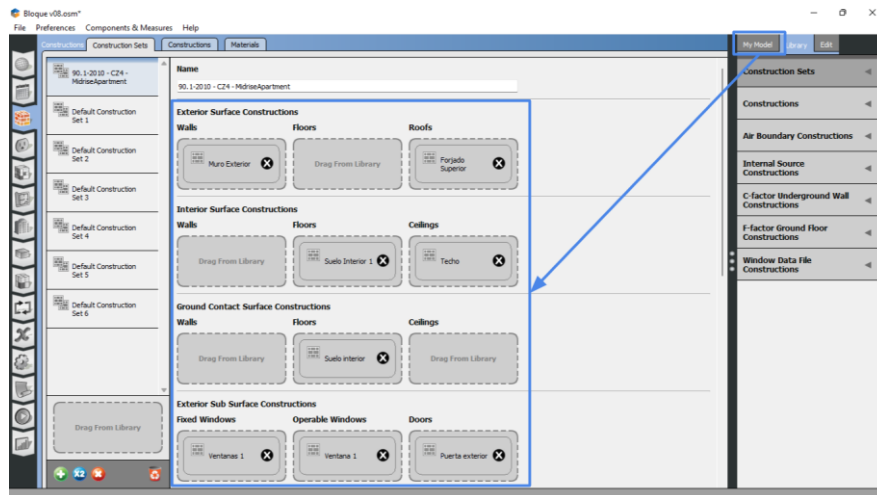 Bloque v08.osm*
File Preferences Components & Measures Help
Constructions Construction Sets Constructions Materials
My Model Library Edit
90.1-2010 - CZ4 -
MidriseApartment
Default Construction
Set 1
Default Construction
Set 2
Default Construction
Set 3
Default Construction
Set 4
Default Construction
Set 5
Default Construction
Set 6
Drag From Library
x2
Name
90.1-2010 - CZ4 - MidriseApartment
Exterior Surface Constructions
Walls Floors Roofs
Muro Exterior Drag From Library Forjado
Superior
Interior Surface Constructions
Walls Floors Ceilings
Drag From Library Suelo Interior 1 Techo
Ground Contact Surface Constructions
Walls Floors Ceilings
Drag From Library Suelo interior Drag From Library
Exterior Sub Surface Constructions
Fixed Windows Operable Windows Doors
Ventanas 1 Ventana 1 Puerta exterior
Construction Sets
Constructions
Air Boundary Constructions
Internal Source
Constructions
C-factor Underground Wall
Constructions
F-factor Ground Floor
Constructions
Window Data File
Constructions